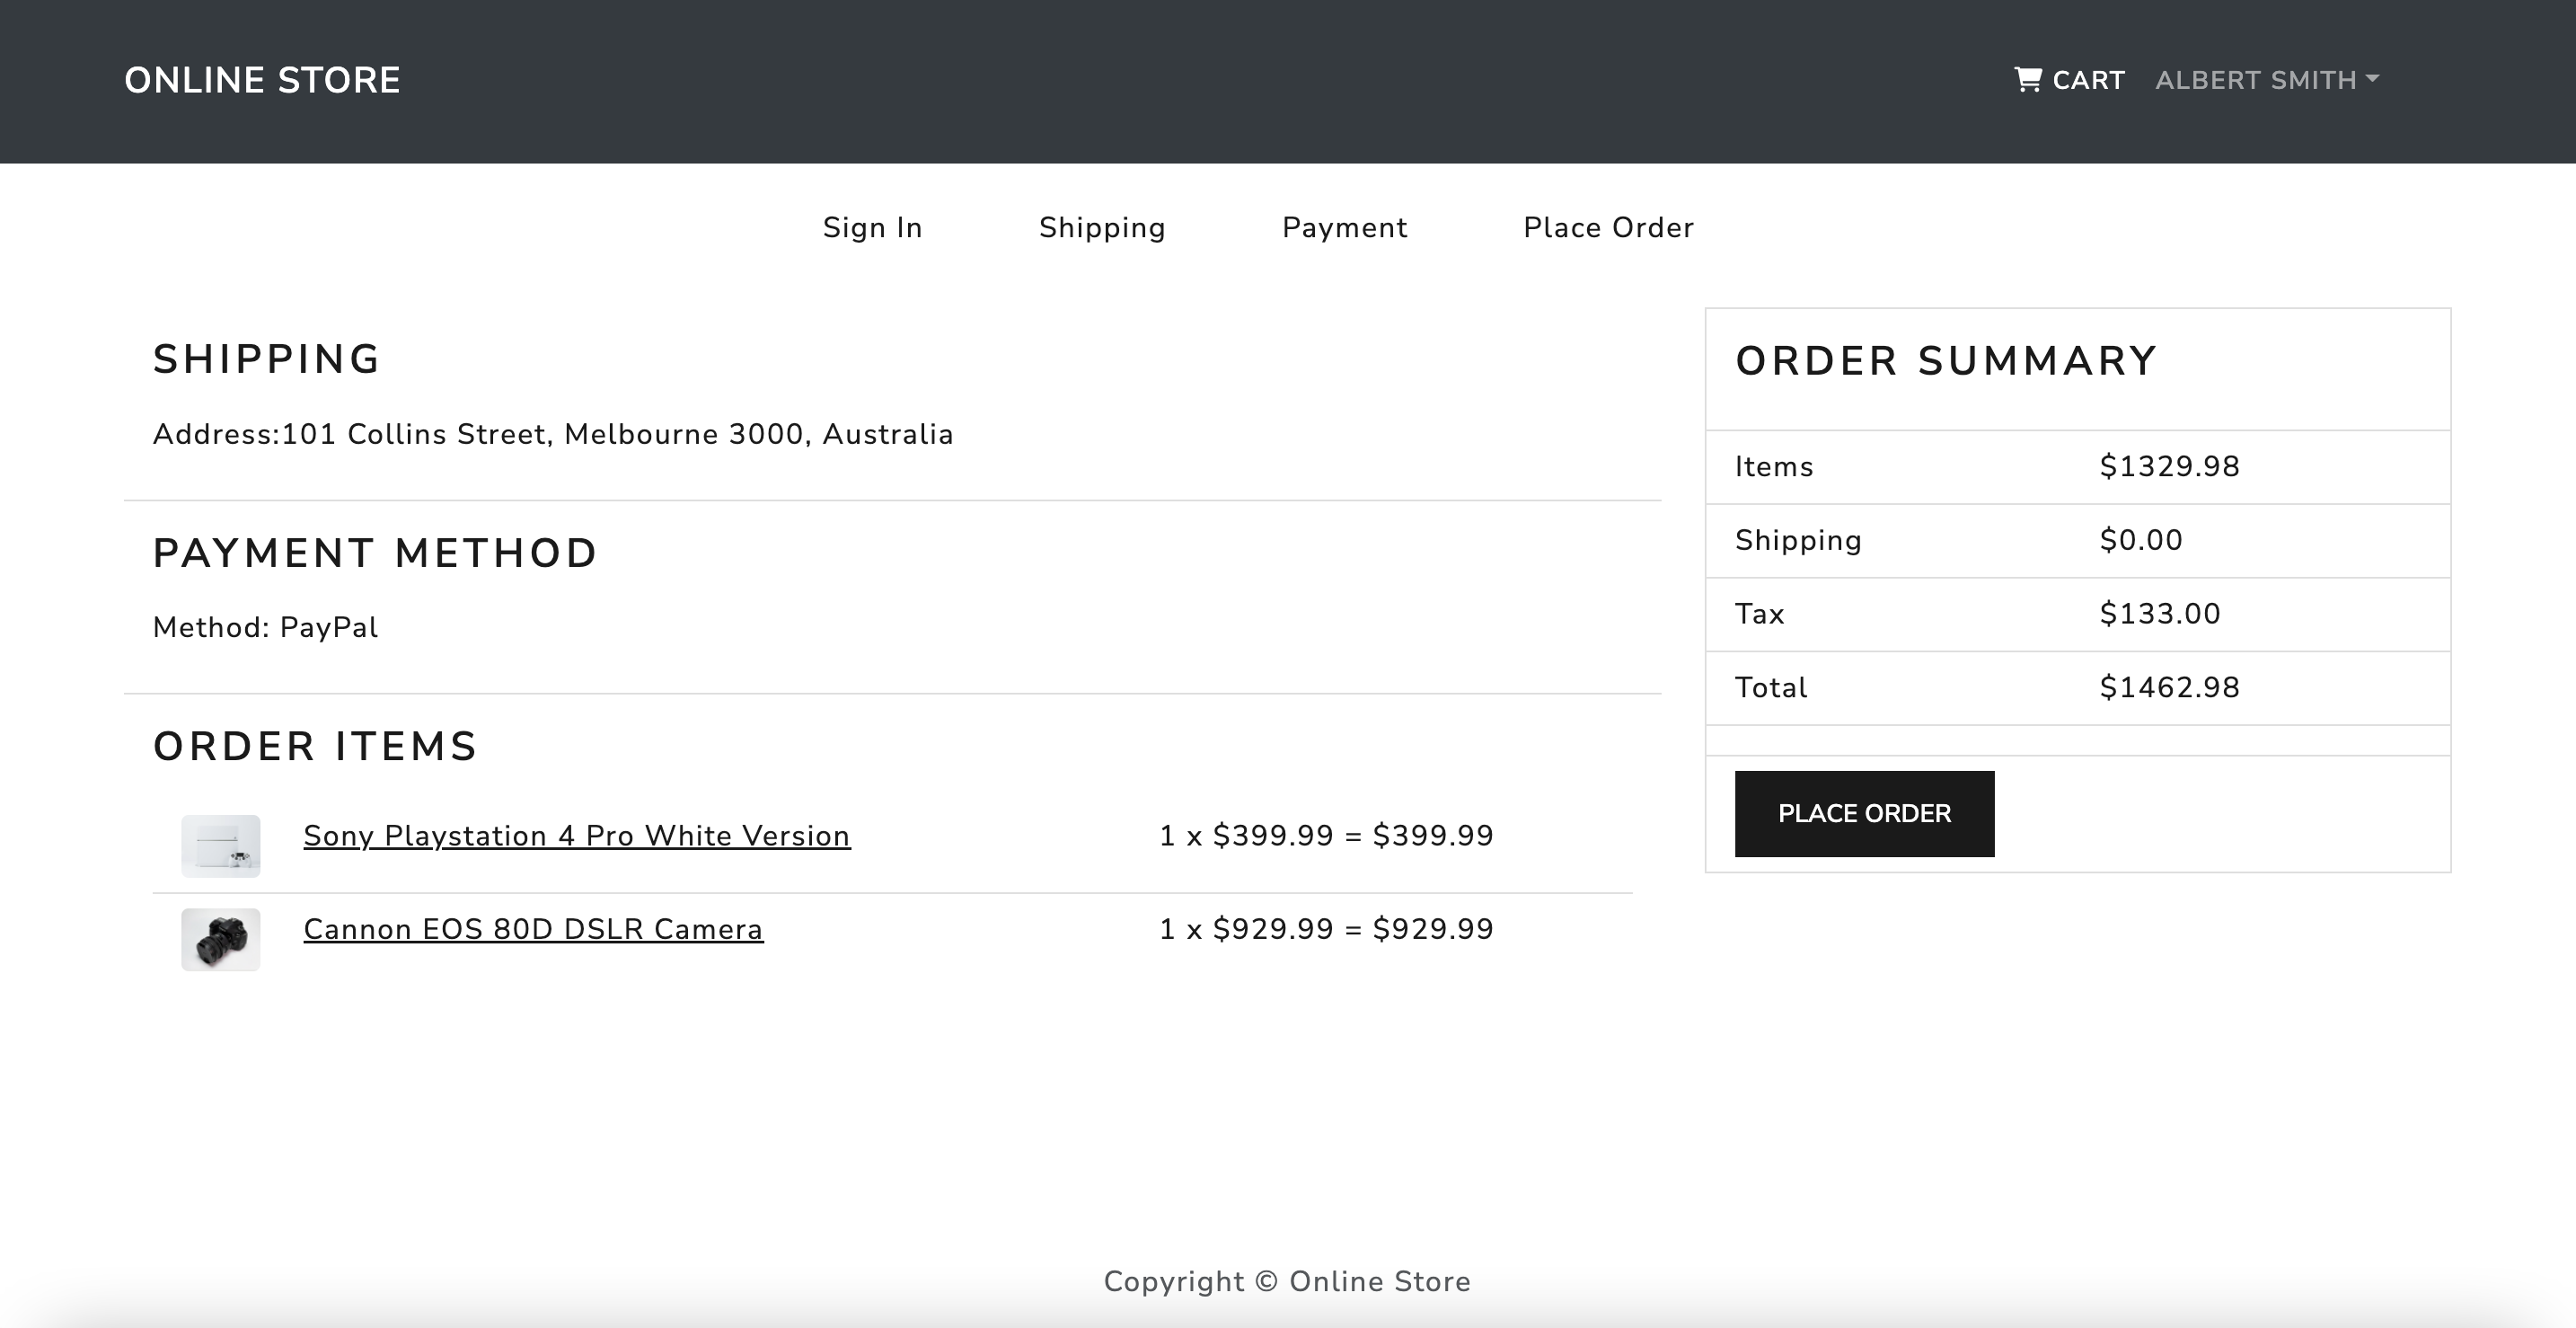 ONLINE STORE
CART ALBERT SMITH
Sign In Shipping Payment Place Order
SHIPPING
Address:101 Collins Street, Melbourne 3000, Australia
PAYMENT METHOD
Method: PayPal
ORDER ITEMS
Sony Playstation 4 Pro White Version 1 x $399.99 = $399.99
Cannon EOS 80D DSLR Camera 1 x $929.99 = $929.99
ORDER SUMMARY
Items $1329.98
Shipping $0.00
Tax $133.00
Total $1462.98
PLACE ORDER
Copyright © Online Store